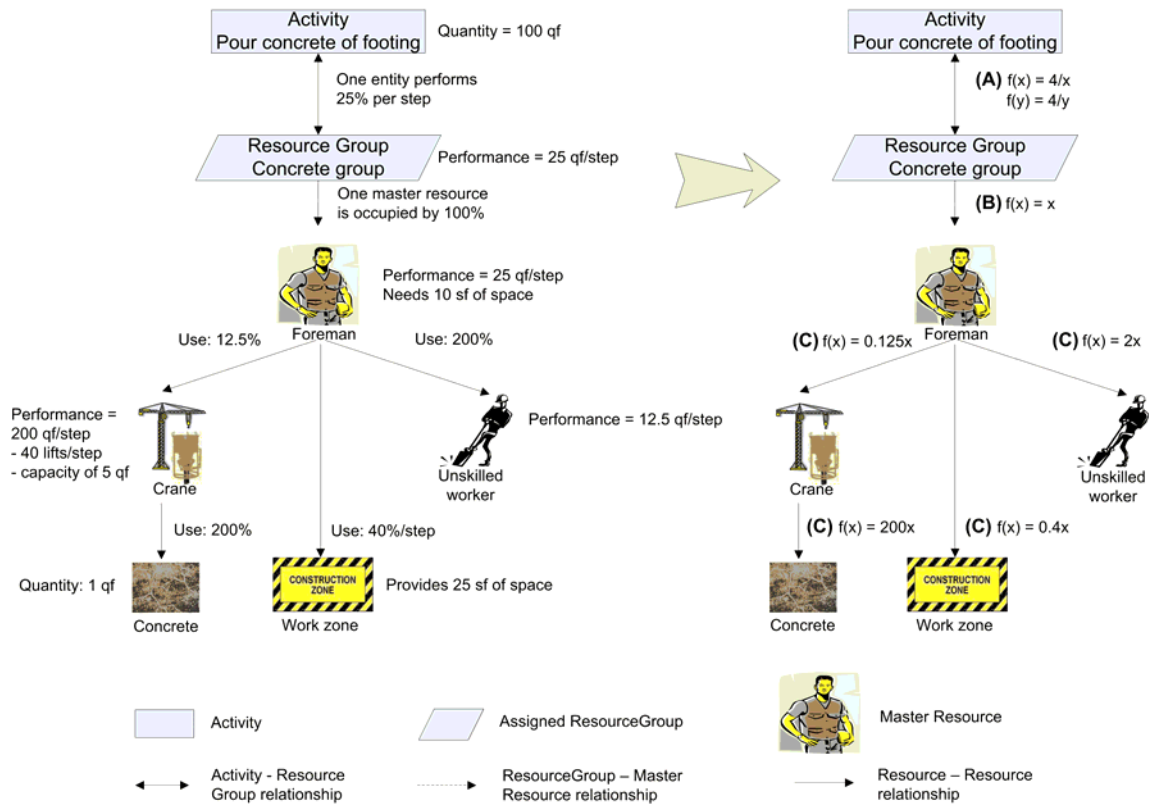 Activity
Pour concrete of footing
Quantity = 100 qf
One entity performs
25% per step
Resource Group
Concrete group
Performance = 25 qf/step
One master resource
is occupied by 100%
Performance = 25 qf/step
Needs 10 sf of space
Foreman
Use: 12.5%
Use: 200%
Performance =
200 qf/step
- 40 lifts/step
- capacity of 5 qf
Crane
Performance = 12.5 qf/step
Unskilled
worker
Use: 200%
Use: 40%/step
Quantity: 1 qf
Concrete
CONSTRUCTION
ZONE
Provides 25 sf of space
Work zone
Activity
Pour concrete of footing
(A) f(x) = 4/x
f(y) = 4/y
Resource Group
Concrete group
(B) f(x) = x
Foreman
(C) f(x) = 0.125x
(C) f(x) = 2x
Crane
Unskilled
worker
(C) f(x) = 200x
(C) f(x) = 0.4x
Concrete
CONSTRUCTION
ZONE
Work zone
Activity
Assigned ResourceGroup
Master Resource
Activity - Resource
Group relationship
ResourceGroup – Master
Resource relationship
Resource – Resource
relationship